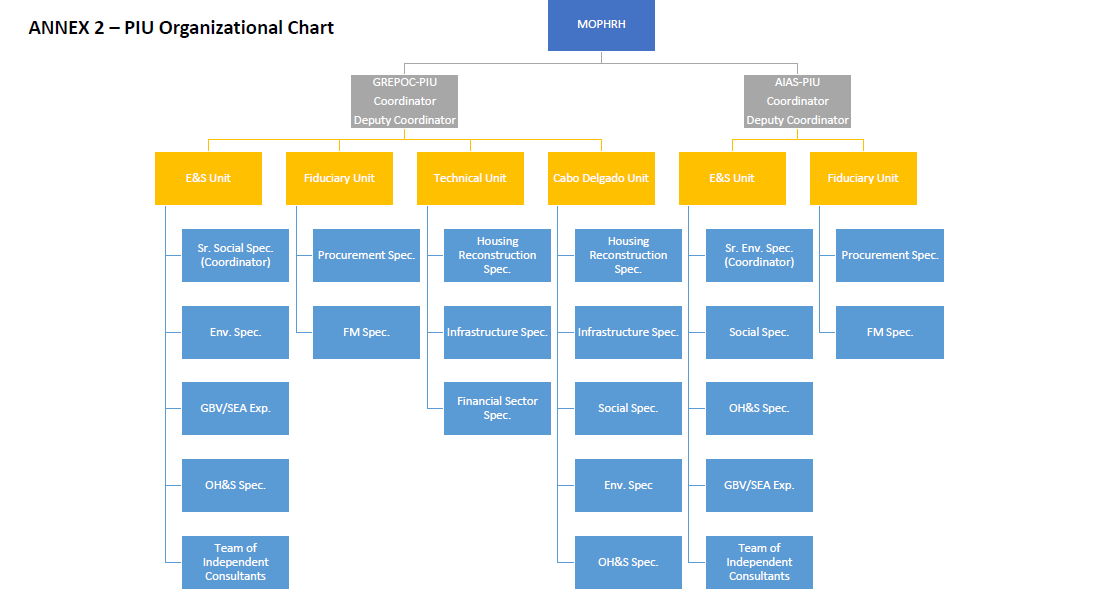 ANNEX 2 – PIU Organizational Chart
MOPHRH
GREPOC-PIU
Coordinator
Deputy Coordinator
AIAS-PIU
Coordinator
Deputy Coordinator
E&S Unit
Fiduciary Unit
Technical Unit
Cabo Delgado Unit
E&S Unit
Fiduciary Unit
Sr. Social Spec.
(Coordinator)
Procurement Spec.
Housing
Reconstruction
Spec.
Housing
Reconstruction
Spec.
Sr. Env. Spec.
(Coordinator)
Procurement Spec.
Env. Spec.
FM Spec.
Infrastructure Spec.
Infrastructure Spec.
Social Spec.
FM Spec.
GBV/SEA Exp.
Financial Sector
Spec.
Social Spec.
OH&S Spec.
OH&S Spec.
Env. Spec
GBV/SEA Exp.
Team of
Independent
Consultants
OH&S Spec.
Team of
Independent
Consultants